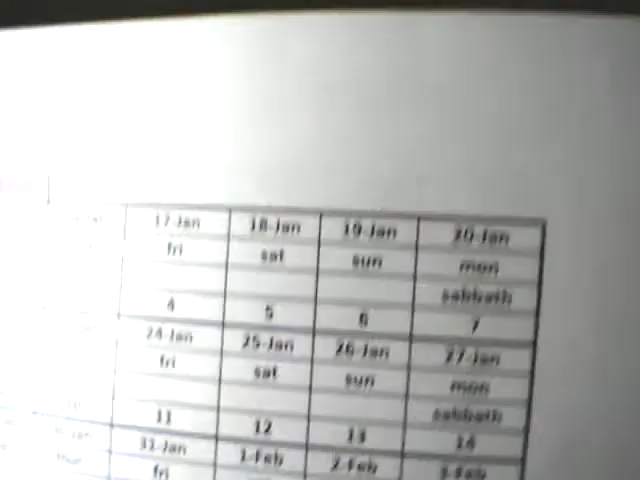 17-Jan 18-Jan 19-Jan 20-Jan
fri sat sun mon
sabbath
4 5 6 7
24-Jan 25-Jan 26-Jan 27-Jan
fri sat sun mon
sabbath
11 12 13 14
31-Jan 1-Feb 2-Feb 3-Feb
fri